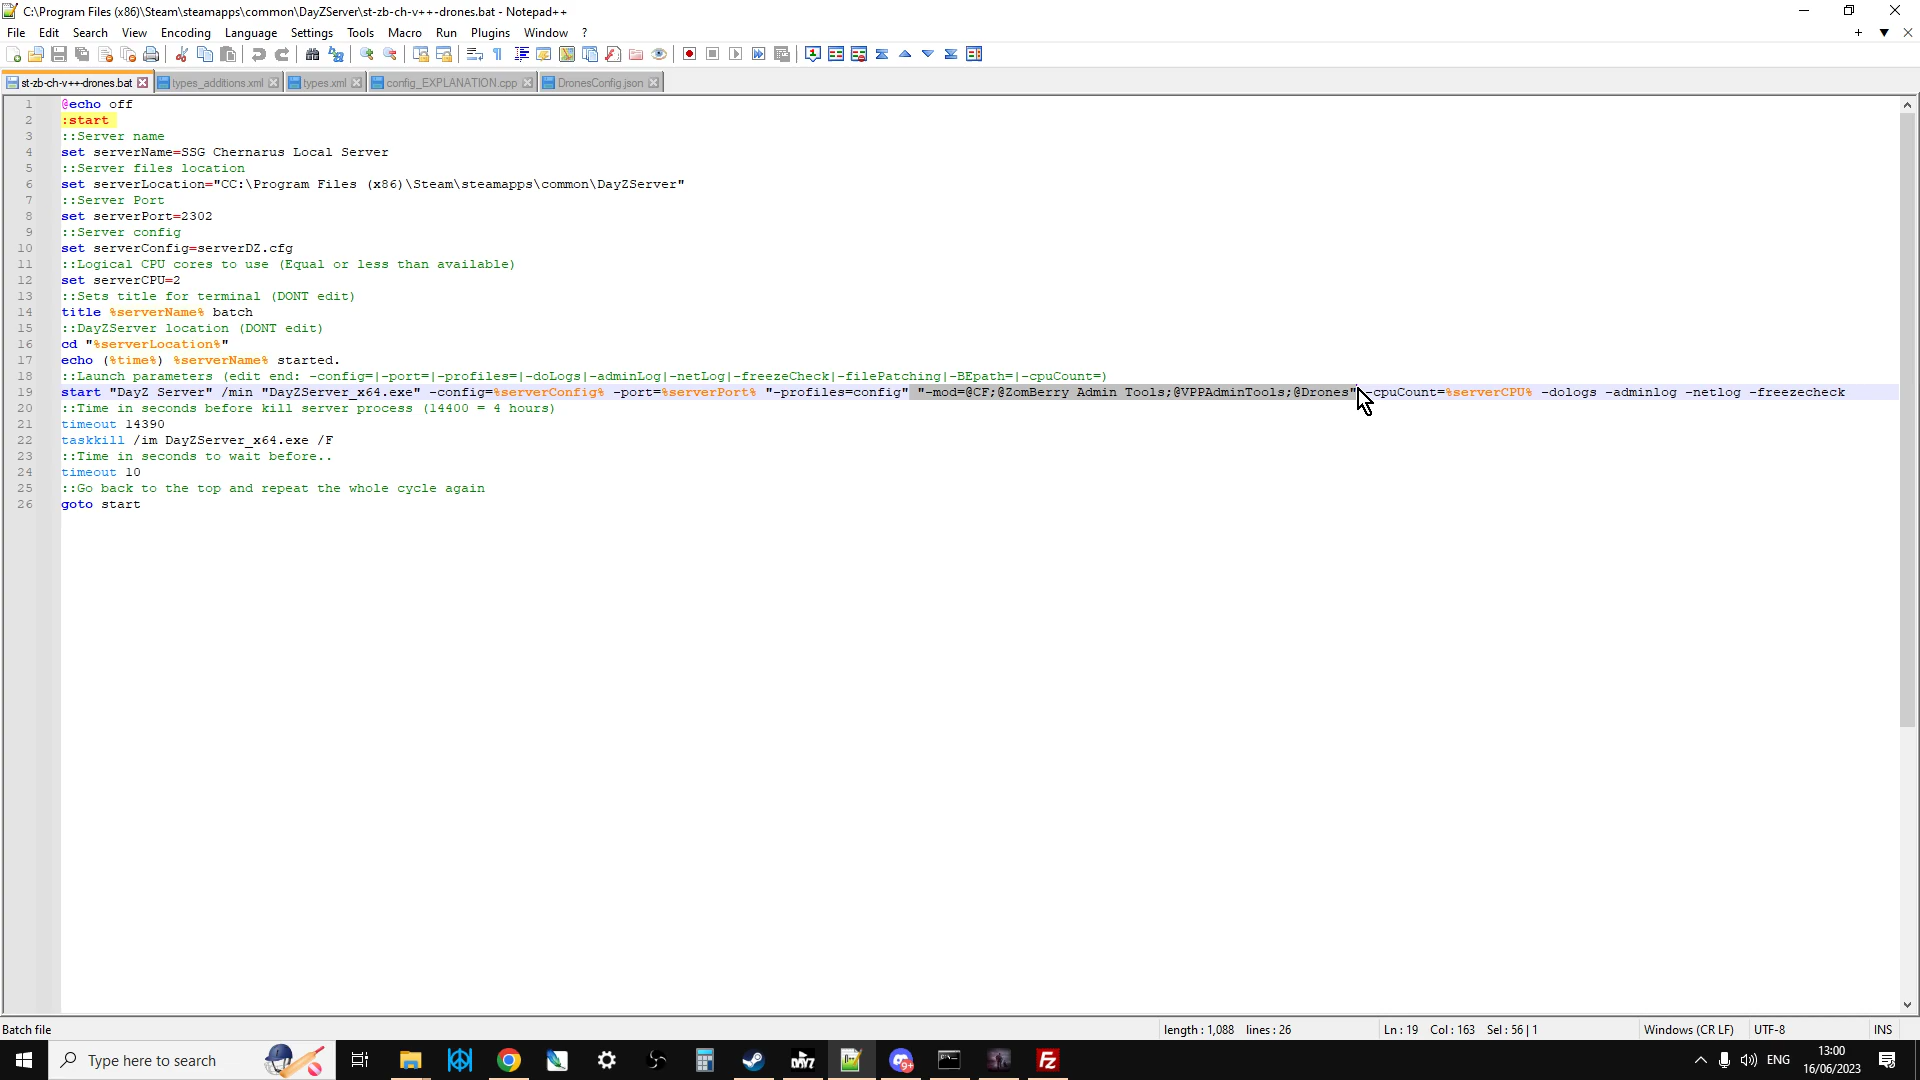 C:\Program Files (x86)\Steam\steamapps\common\DayZServer\st-zb-ch-v++-drones.bat - Notepad++
File Edit Search View Encoding Language Settings Tools Macro Run Plugins Window ?
st-zb-ch-v++-drones.bat types_additions.xml types.xml config_EXPLANATION.cpp DronesConfig.json
1 @echo off
2 :start
3 ::Server name
4 set serverName=SSG Chernarus Local Server
5 ::Server files location
6 set serverLocation="CC:\Program Files (x86)\Steam\steamapps\common\DayZServer"
7 ::Server Port
8 set serverPort=2302
9 ::Server config
10 set serverConfig=serverDZ.cfg
11 ::Logical CPU cores to use (Equal or less than available)
12 set serverCPU=2
13 ::Sets title for terminal (DONT edit)
14 title %serverName% batch
15 ::DayZServer location (DONT edit)
16 cd "%serverLocation%"
17 echo (%time%) %serverName% started.
18 ::Launch parameters (edit end: -config=|-port=|-profiles=|-doLogs|-adminLog|-netLog|-freezeCheck|-filePatching|-BEpath=|-cpuCount=)
19 start "DayZ Server" /min "DayZServer_x64.exe" -config=%serverConfig% -port=%serverPort% "-profiles=config" "-mod=@CF;@ZomBerry Admin Tools;@VPPAdminTools;@Drones" -cpuCount=%serverCPU% -dologs -adminlog -netlog -freezecheck
20 ::Time in seconds before kill server process (14400 = 4 hours)
21 timeout 14390
22 taskkill /im DayZServer_x64.exe /F
23 ::Time in seconds to wait before..
24 timeout 10
25 ::Go back to the top and repeat the whole cycle again
26 goto start
Batch file length : 1,088 lines : 26 Ln : 19 Col : 163 Sel : 56 | 1 Windows (CR LF) UTF-8 INS
Type here to search ENG 13:00
16/06/2023